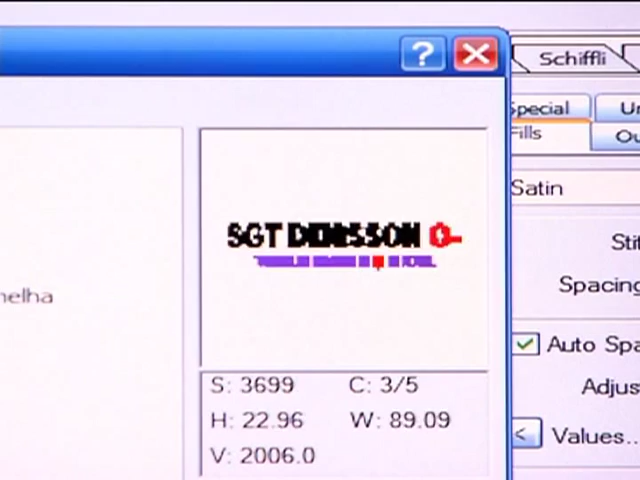 ?
Schiffli
Special
Fills
Satin
SGT DENSSON
nelha
Spacing
Auto Spa
Adjus
Values...
S: 3699 C: 3/5
H: 22.96 W: 89.09
V: 2006.0